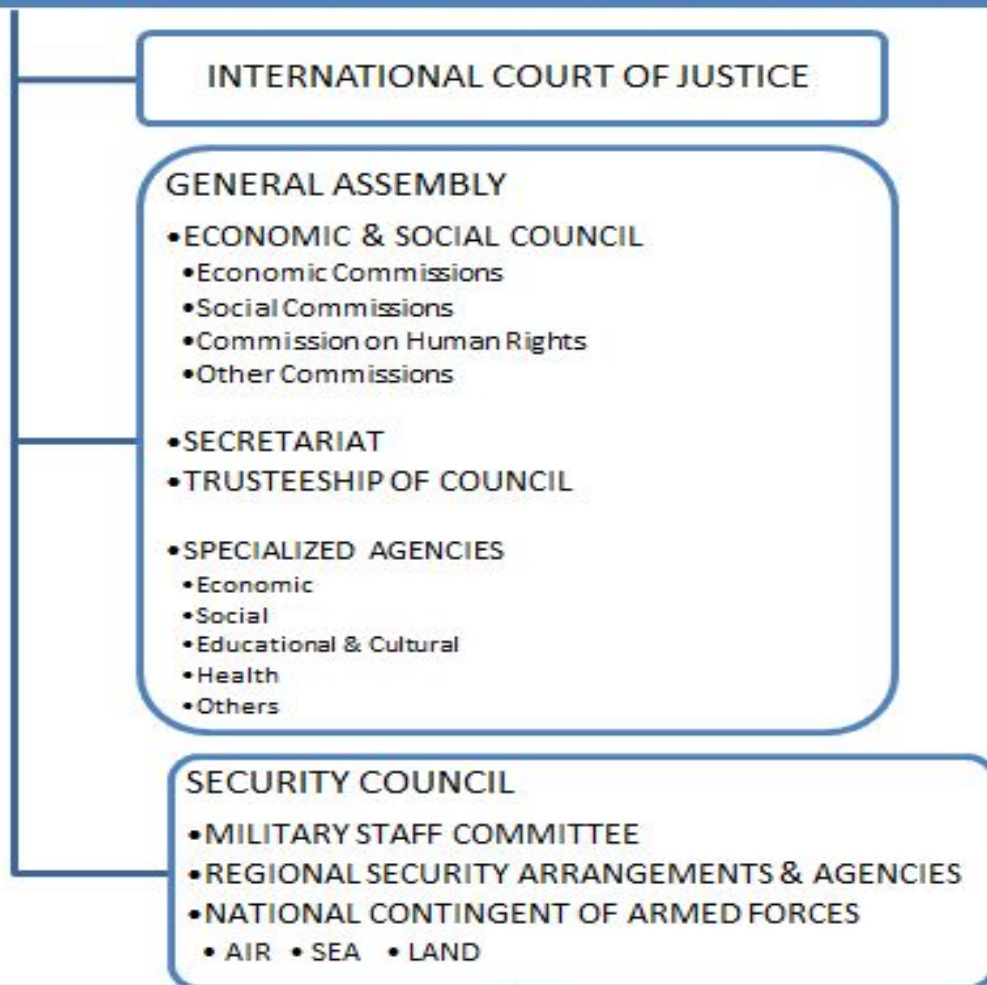 INTERNATIONAL COURT OF JUSTICE
GENERAL ASSEMBLY
•ECONOMIC & SOCIAL COUNCIL
•Economic Commissions
•Social Commissions
•Commission on Human Rights
•Other Commissions
•SECRETARIAT
•TRUSTEESHIP OF COUNCIL
•SPECIALIZED AGENCIES
•Economic
•Social
•Educational & Cultural
•Health
•Others
SECURITY COUNCIL
•MILITARY STAFF COMMITTEE
•REGIONAL SECURITY ARRANGEMENTS & AGENCIES
•NATIONAL CONTINGENT OF ARMED FORCES
• AIR • SEA • LAND